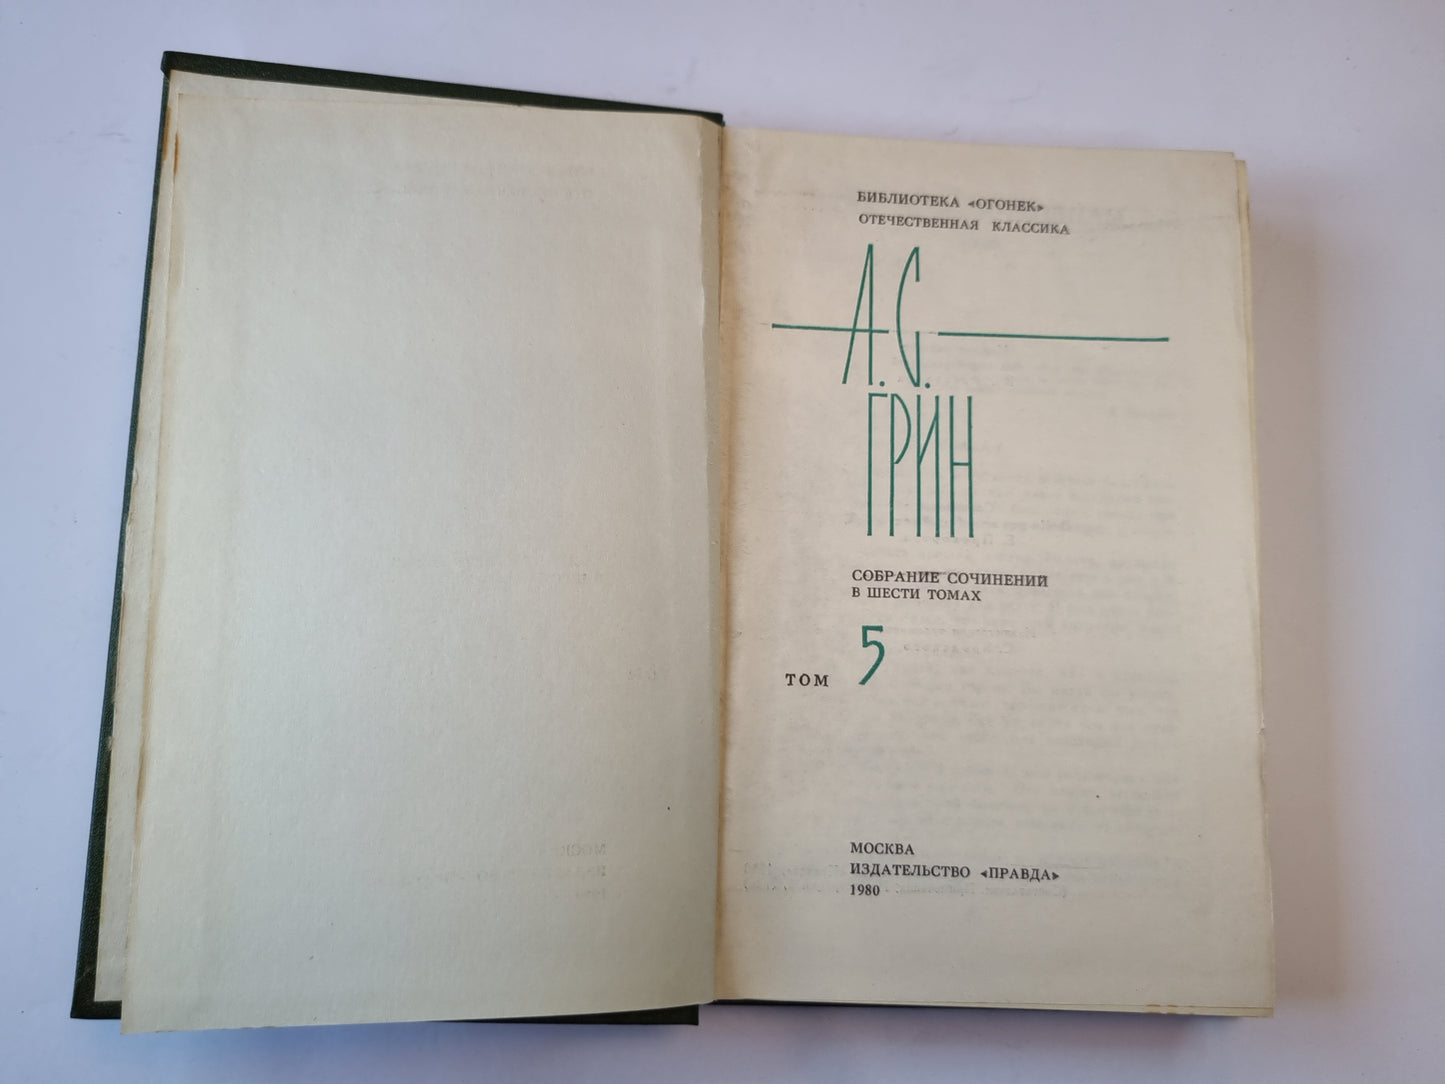 БИБЛИОТЕКА «ОГОНЕК»
ОТЕЧЕСТВЕННАЯ КЛАССИКА
А. С.
ГРИН
СОБРАНИЕ СОЧИНЕНИЙ
В ШЕСТИ ТОМАХ
ТОМ 5
МОСКВА
ИЗДАТЕЛЬСТВО «ПРАВДА»
1980